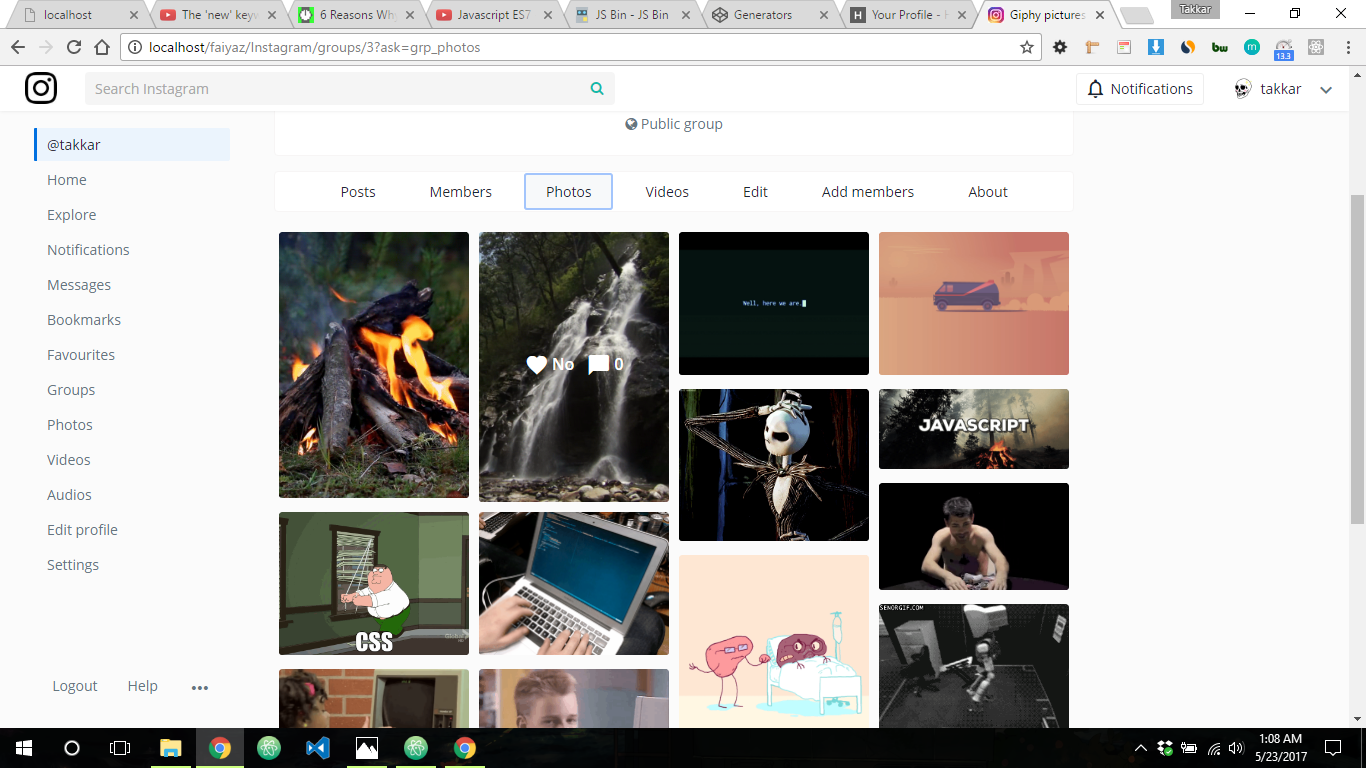 Takkar
localhost
The 'new' keyw
6 Reasons Why
Javascript ES7
JS Bin - JS Bin
Generators
Your Profile - H
Giphy pictures
localhost/faiyaz/Instagram/groups/3?ask=grp_photos
13.3
Search Instagram
Notifications
takkar
@takkar
Home
Explore
Notifications
Messages
Bookmarks
Favourites
Groups
Photos
Videos
Audios
Edit profile
Settings
Logout
Help
Public group
Posts
Members
Photos
Videos
Edit
Add members
About
No
0
Well, here we are.
JAVASCRIPT
CSS
SENORGIF.COM
1:08 AM
5/23/2017